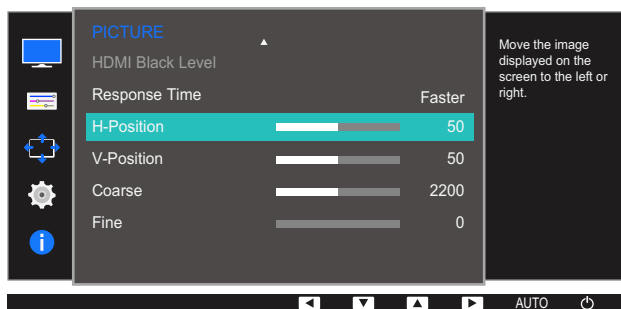 PICTURE
HDMI Black Level
Response Time Faster
H-Position 50
V-Position 50
Coarse 2200
Fine 0
Move the image
displayed on the
screen to the left or
right.
AUTO